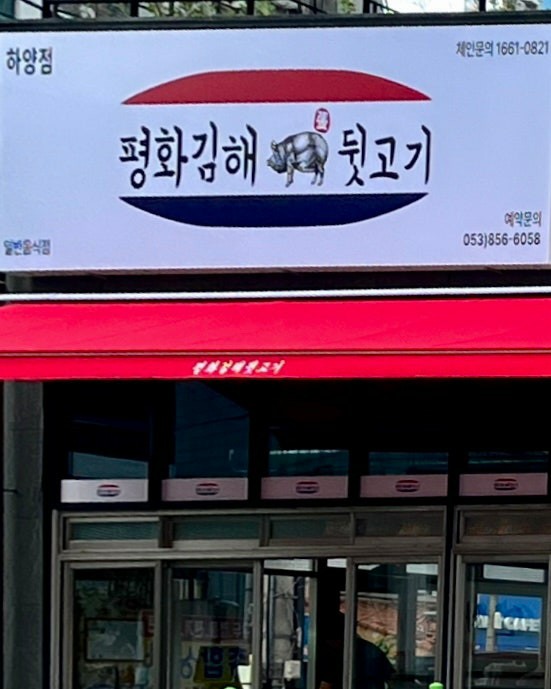 하양점
체인문의 1661-0821
평화김해 뒷고기
예약문의
053)856-6058
일반음식점
평화김해뒷고기